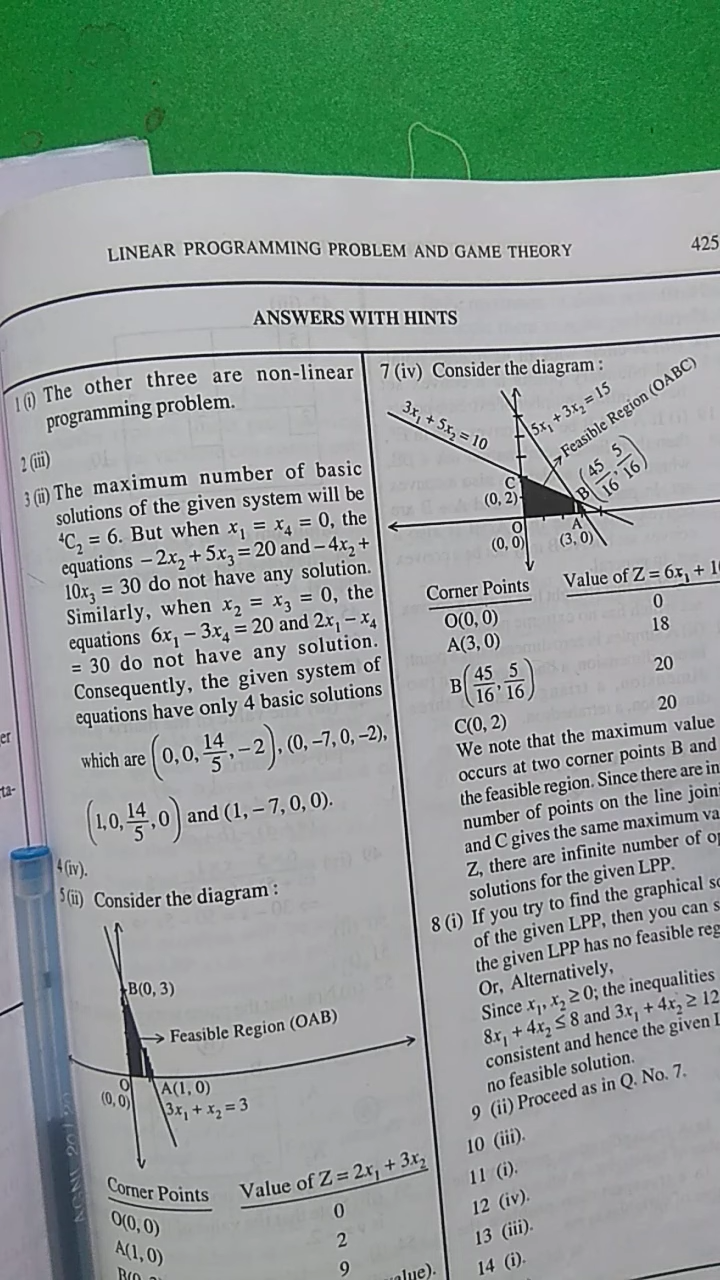 LINEAR PROGRAMMING PROBLEM AND GAME THEORY 425
ANSWERS WITH HINTS
1 (i) The other three are non-linear
programming problem.
2 (iii)
3 (ii) The maximum number of basic
solutions of the given system will be
⁴C₂ = 6. But when x₁ = x₄ = 0, the
equations – 2x₂ + 5x₃ = 20 and – 4x₂ +
10x₃ = 30 do not have any solution.
Similarly, when x₂ = x₃ = 0, the
equations 6x₁ – 3x₄ = 20 and 2x₁ – x₄
= 30 do not have any solution.
Consequently, the given system of
equations have only 4 basic solutions
which are (0, 0, 14/5, –2), (0, –7, 0, –2),
(1, 0, 14/5, 0) and (1, –7, 0, 0).
4 (iv).
5 (ii) Consider the diagram :
B(0, 3)
Feasible Region (OAB)
O
(0, 0)
A(1, 0)
3x₁ + x₂ = 3
Corner Points Value of Z = 2x₁ + 3x₂
O(0, 0) 0
A(1, 0) 2
9
7 (iv) Consider the diagram :
3x₁ + 5x₂ = 10
5x₁ + 3x₂ = 15
Feasible Region (OABC)
C
(0, 2)
B(45/16, 5/16)
O
(0, 0)
A
(3, 0)
Corner Points Value of Z = 6x₁ +
O(0, 0) 0
A(3, 0) 18
B(45/16, 5/16) 20
C(0, 2) 20
We note that the maximum value
occurs at two corner points B and
the feasible region. Since there are in
number of points on the line join
and C gives the same maximum va
Z, there are infinite number of op
solutions for the given LPP.
8 (i) If you try to find the graphical so
of the given LPP, then you can s
the given LPP has no feasible reg
Or, Alternatively,
Since x₁, x₂ ≥ 0; the inequalities
8x₁ + 4x₂ ≤ 8 and 3x₁ + 4x₂ ≥ 12
consistent and hence the given
no feasible solution.
9 (ii) Proceed as in Q. No. 7.
10 (iii).
11 (i).
12 (iv).
13 (iii).
14 (i).